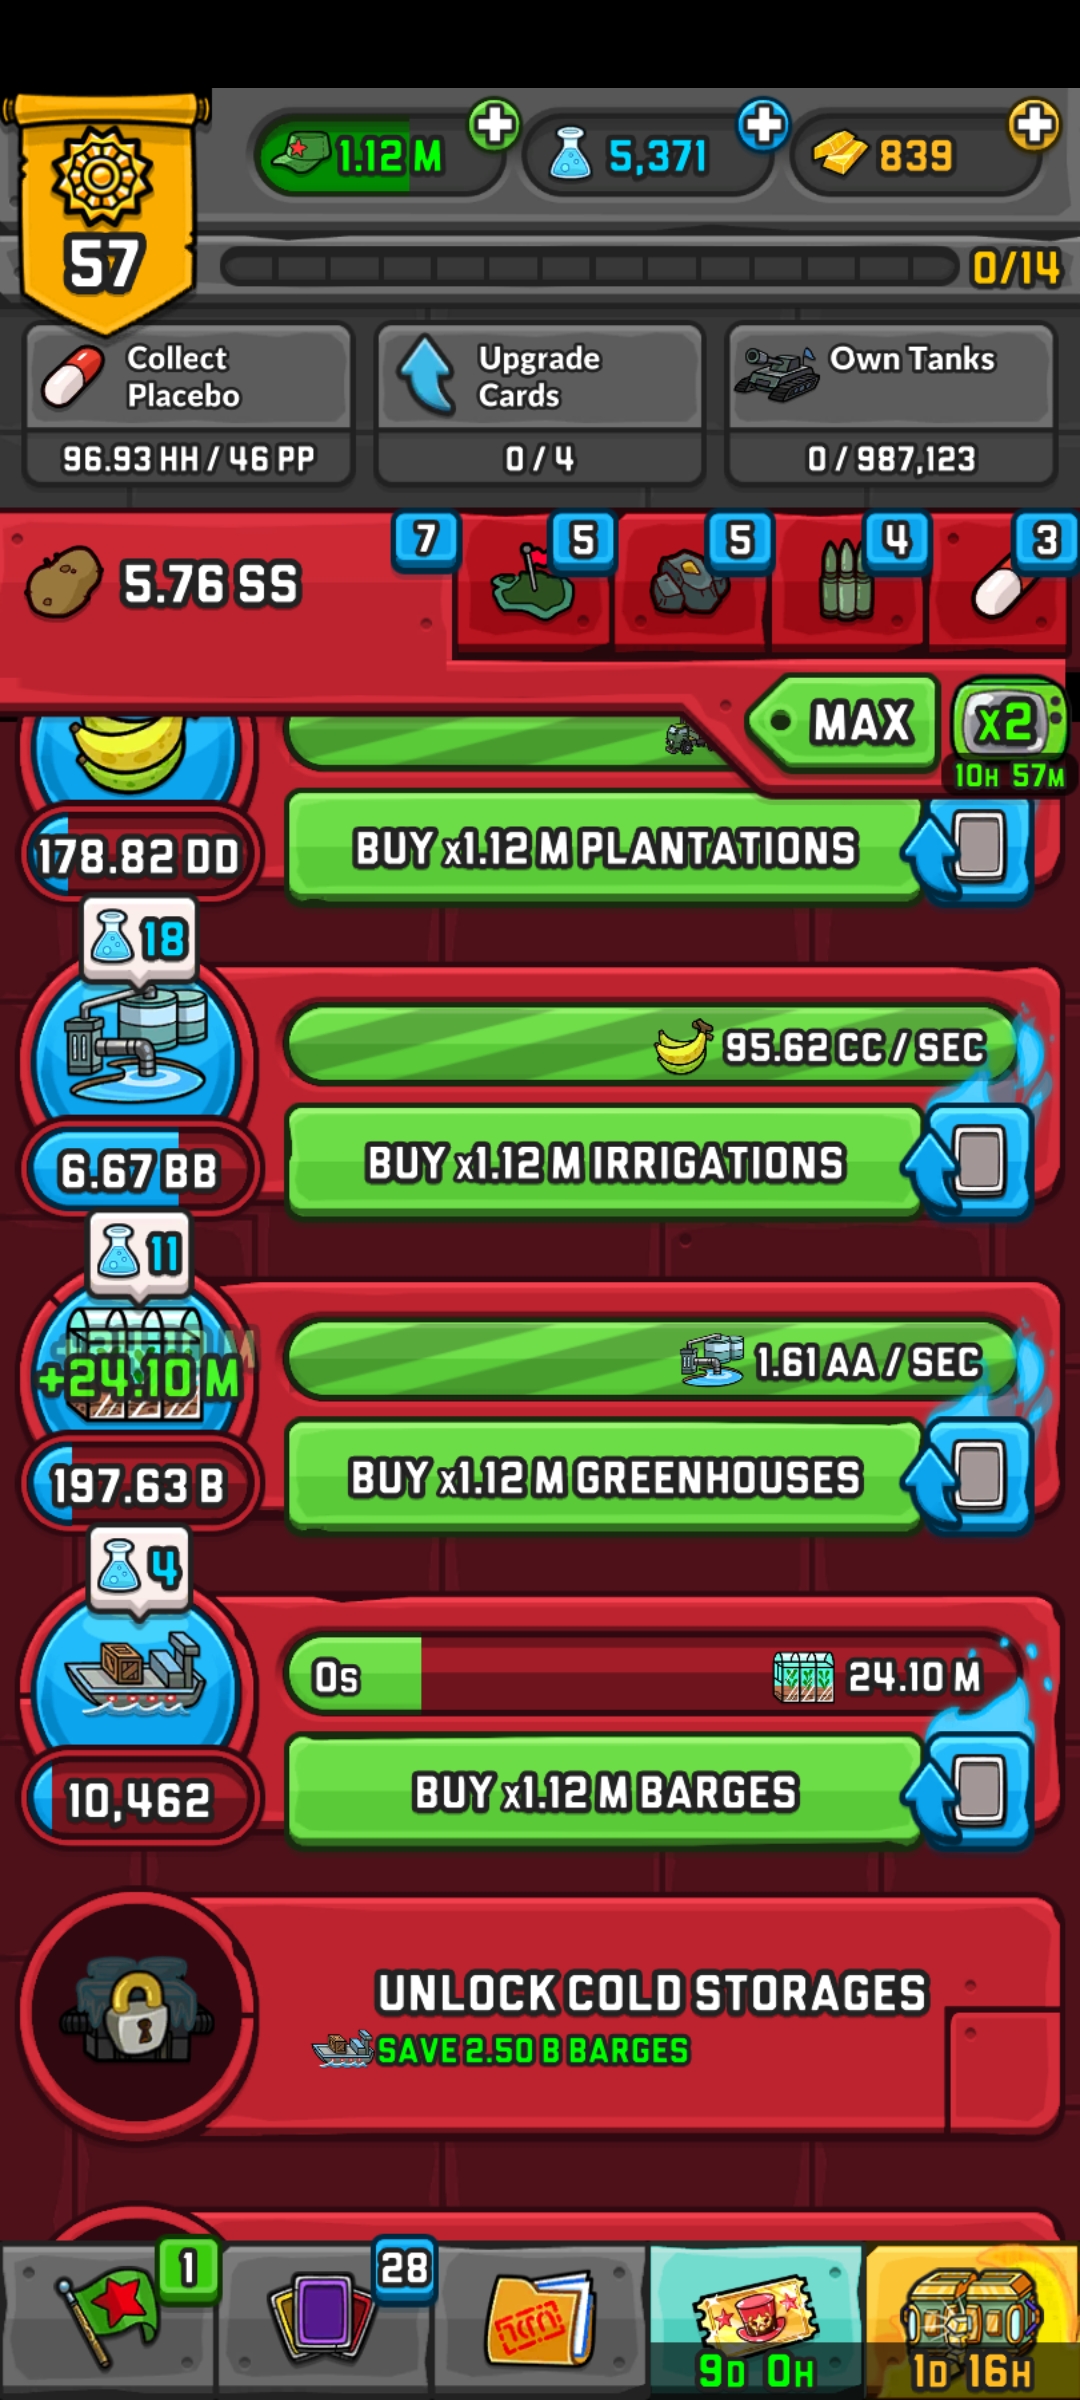 1.12 M
5,371
839
57
0/14
Collect
Placebo
96.93 HH / 46 PP
Upgrade
Cards
0 / 4
Own Tanks
0 / 987,123
5.76 SS
7
5
5
4
3
MAX
x2
10H 57M
178.82 DD
BUY x1.12 M PLANTATIONS
18
95.62 CC / SEC
6.67 BB
BUY x1.12 M IRRIGATIONS
11
+24.10 M
1.61 AA / SEC
197.63 B
BUY x1.12 M GREENHOUSES
4
0s
24.10 M
10,462
BUY x1.12 M BARGES
UNLOCK COLD STORAGES
SAVE 2.50 B BARGES
1
28
9D 0H
1D 16H